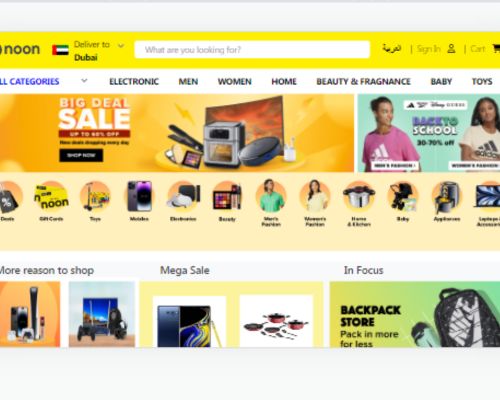 noon
Deliver to
Dubai
What are you looking for?
العربية
Sign In
Cart
ALL CATEGORIES
ELECTRONIC
MEN
WOMEN
HOME
BEAUTY & FRAGNANCE
BABY
TOYS
BIG DEAL
SALE
UP TO 60% OFF
New deals dropping every day
SHOP NOW
BACK TO
SCHOOL
30-70% off
MEN'S FASHION
WOMEN'S FASHION
Deals
Gift Cards
Toys
Mobiles
Electronics
Beauty
Men's
Fashion
Women's
Fashion
Home
& Kitchen
Baby
Appliances
Laptops
noon
More reason to shop
Mega Sale
In Focus
BACKPACK
STORE
Pack in more
for less